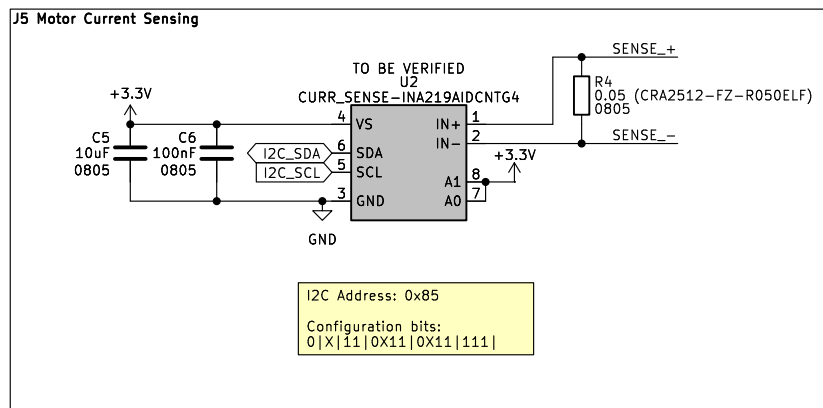 J5 Motor Current Sensing
TO BE VERIFIED
U2
CURR_SENSE-INA219AIDCNTG4
SENSE_+
+3.3V
4
VS
IN+
1
R4
0.05 (CRA2512-FZ-R050ELF)
0805
C5
10uF
0805
C6
100nF
0805
I2C_SDA
6
SDA
IN-
2
SENSE_-
I2C_SCL
5
SCL
+3.3V
A1
8
3
GND
A0
7
GND
I2C Address: 0x85
Configuration bits:
0|X|11|0X11|0X11|111|